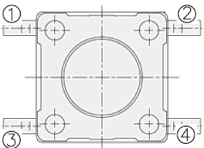 ① ②
③ ④